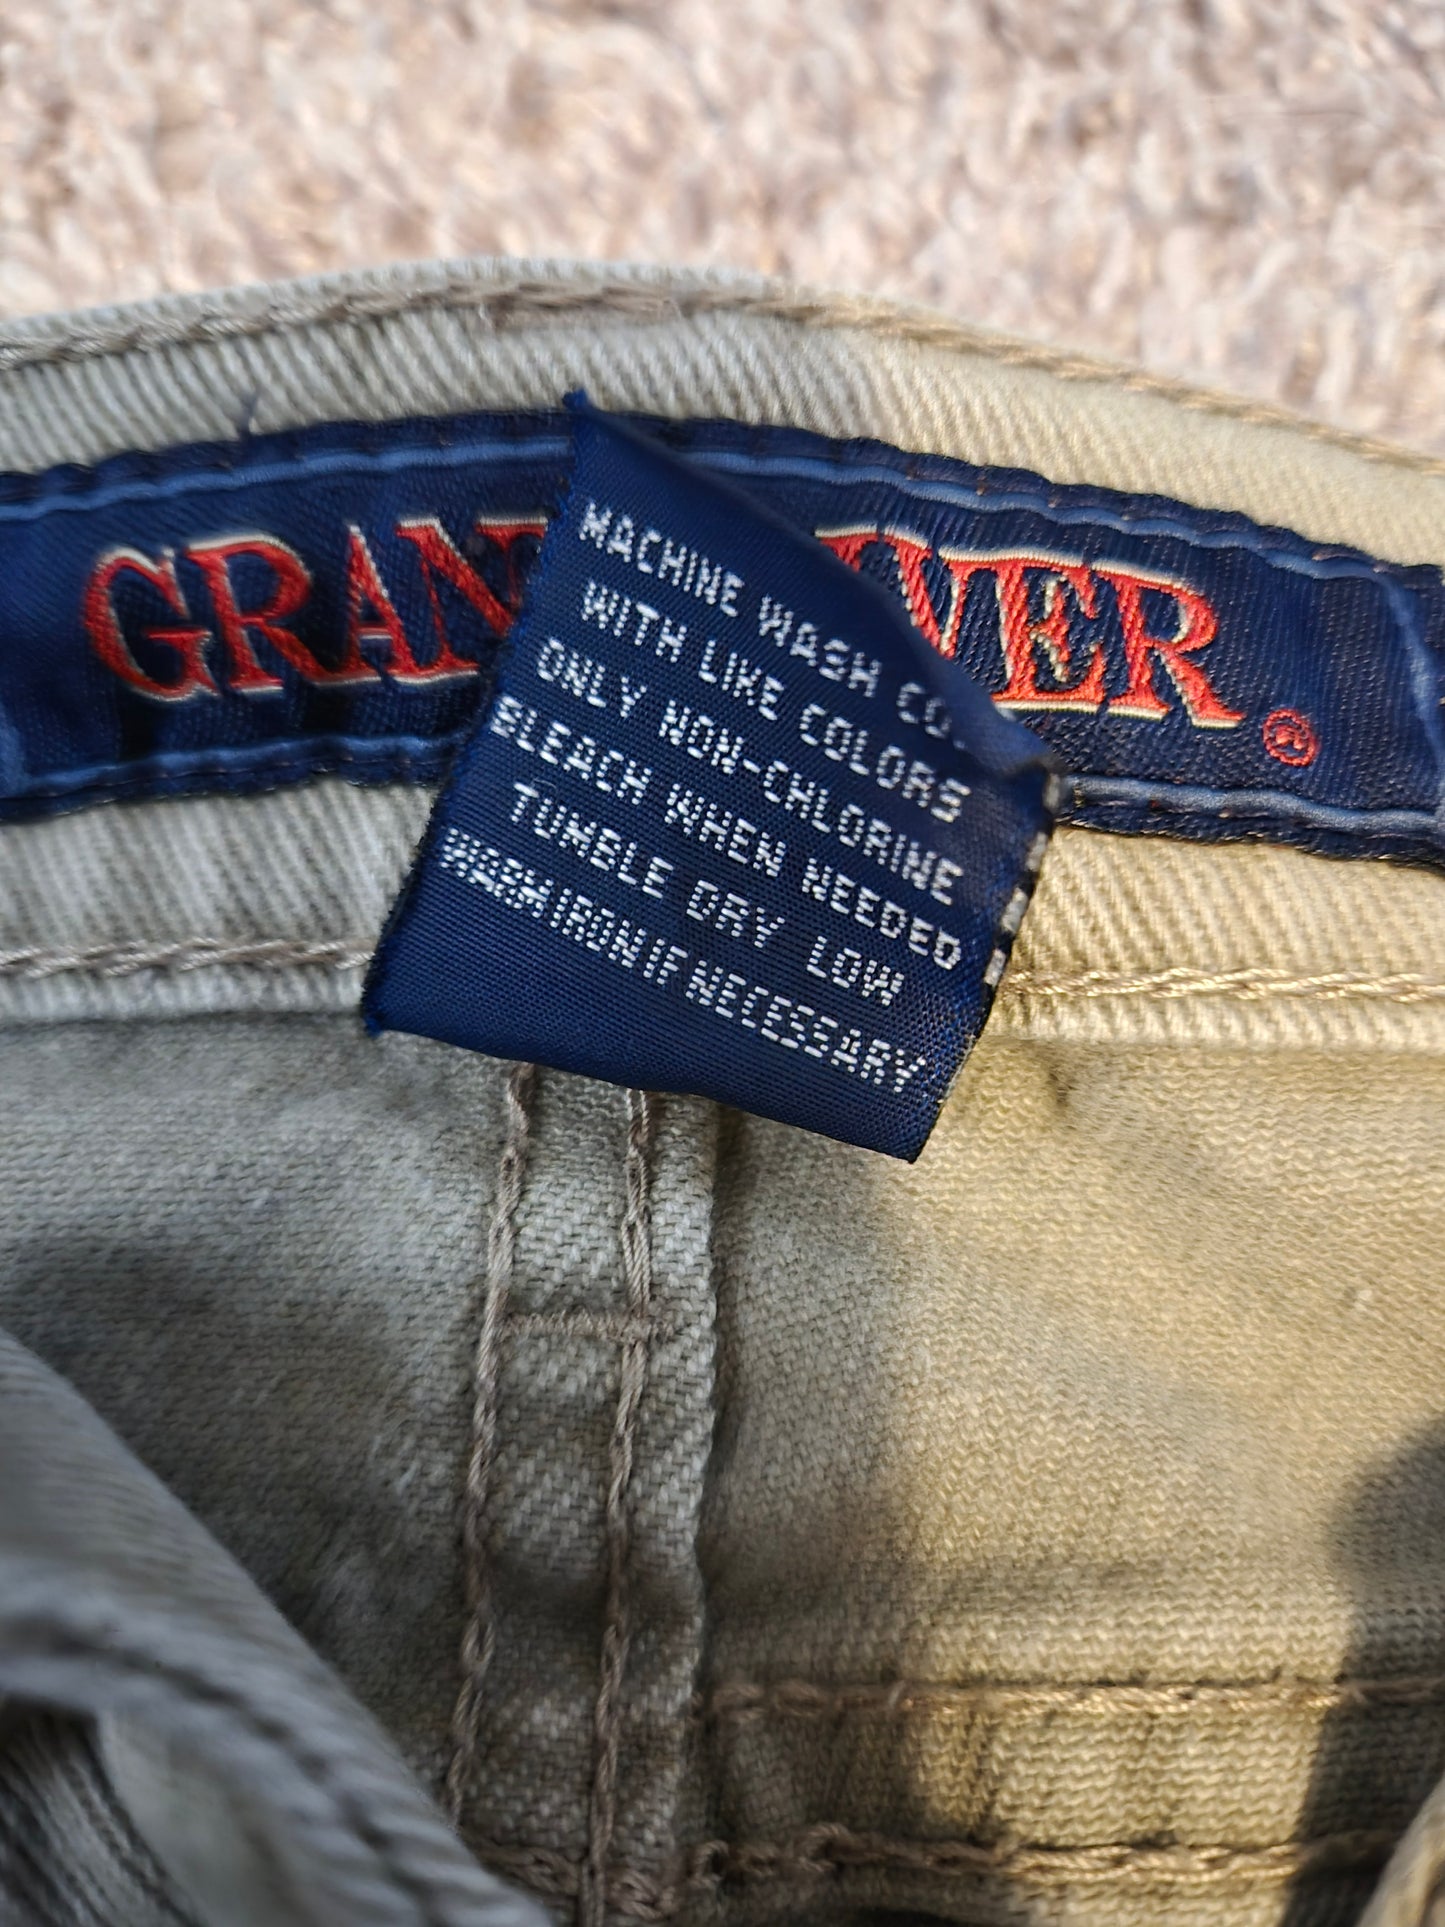 GRAN
NER ®
MACHINE WASH CO
WITH LIKE COLORS
ONLY NON-CHLORINE
BLEACH WHEN NEEDED
TUMBLE DRY LOW
WARM IRON IF NECESSARY